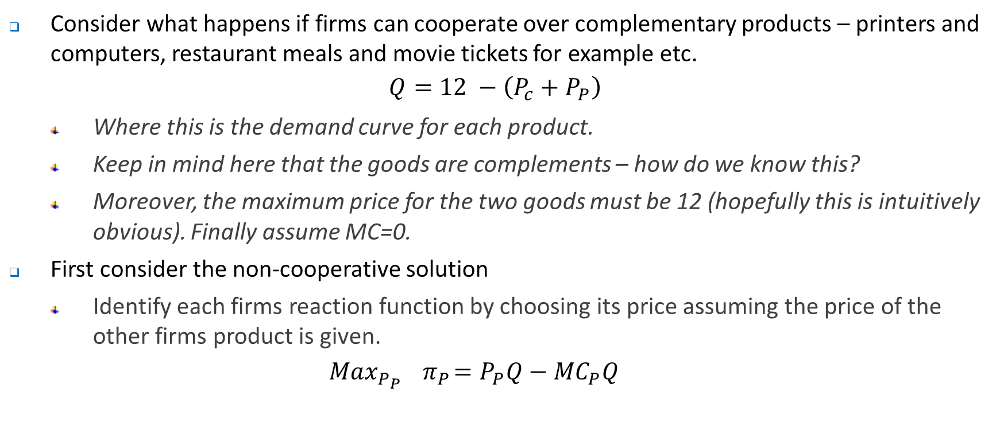 Consider what happens if firms can cooperate over complementary products – printers and
computers, restaurant meals and movie tickets for example etc.
Q = 12 − (P_c + P_P)
Where this is the demand curve for each product.
Keep in mind here that the goods are complements – how do we know this?
Moreover, the maximum price for the two goods must be 12 (hopefully this is intuitively
obvious). Finally assume MC=0.
First consider the non-cooperative solution
Identify each firms reaction function by choosing its price assuming the price of the
other firms product is given.
Max_{P_P} π_P = P_P Q − MC_P Q